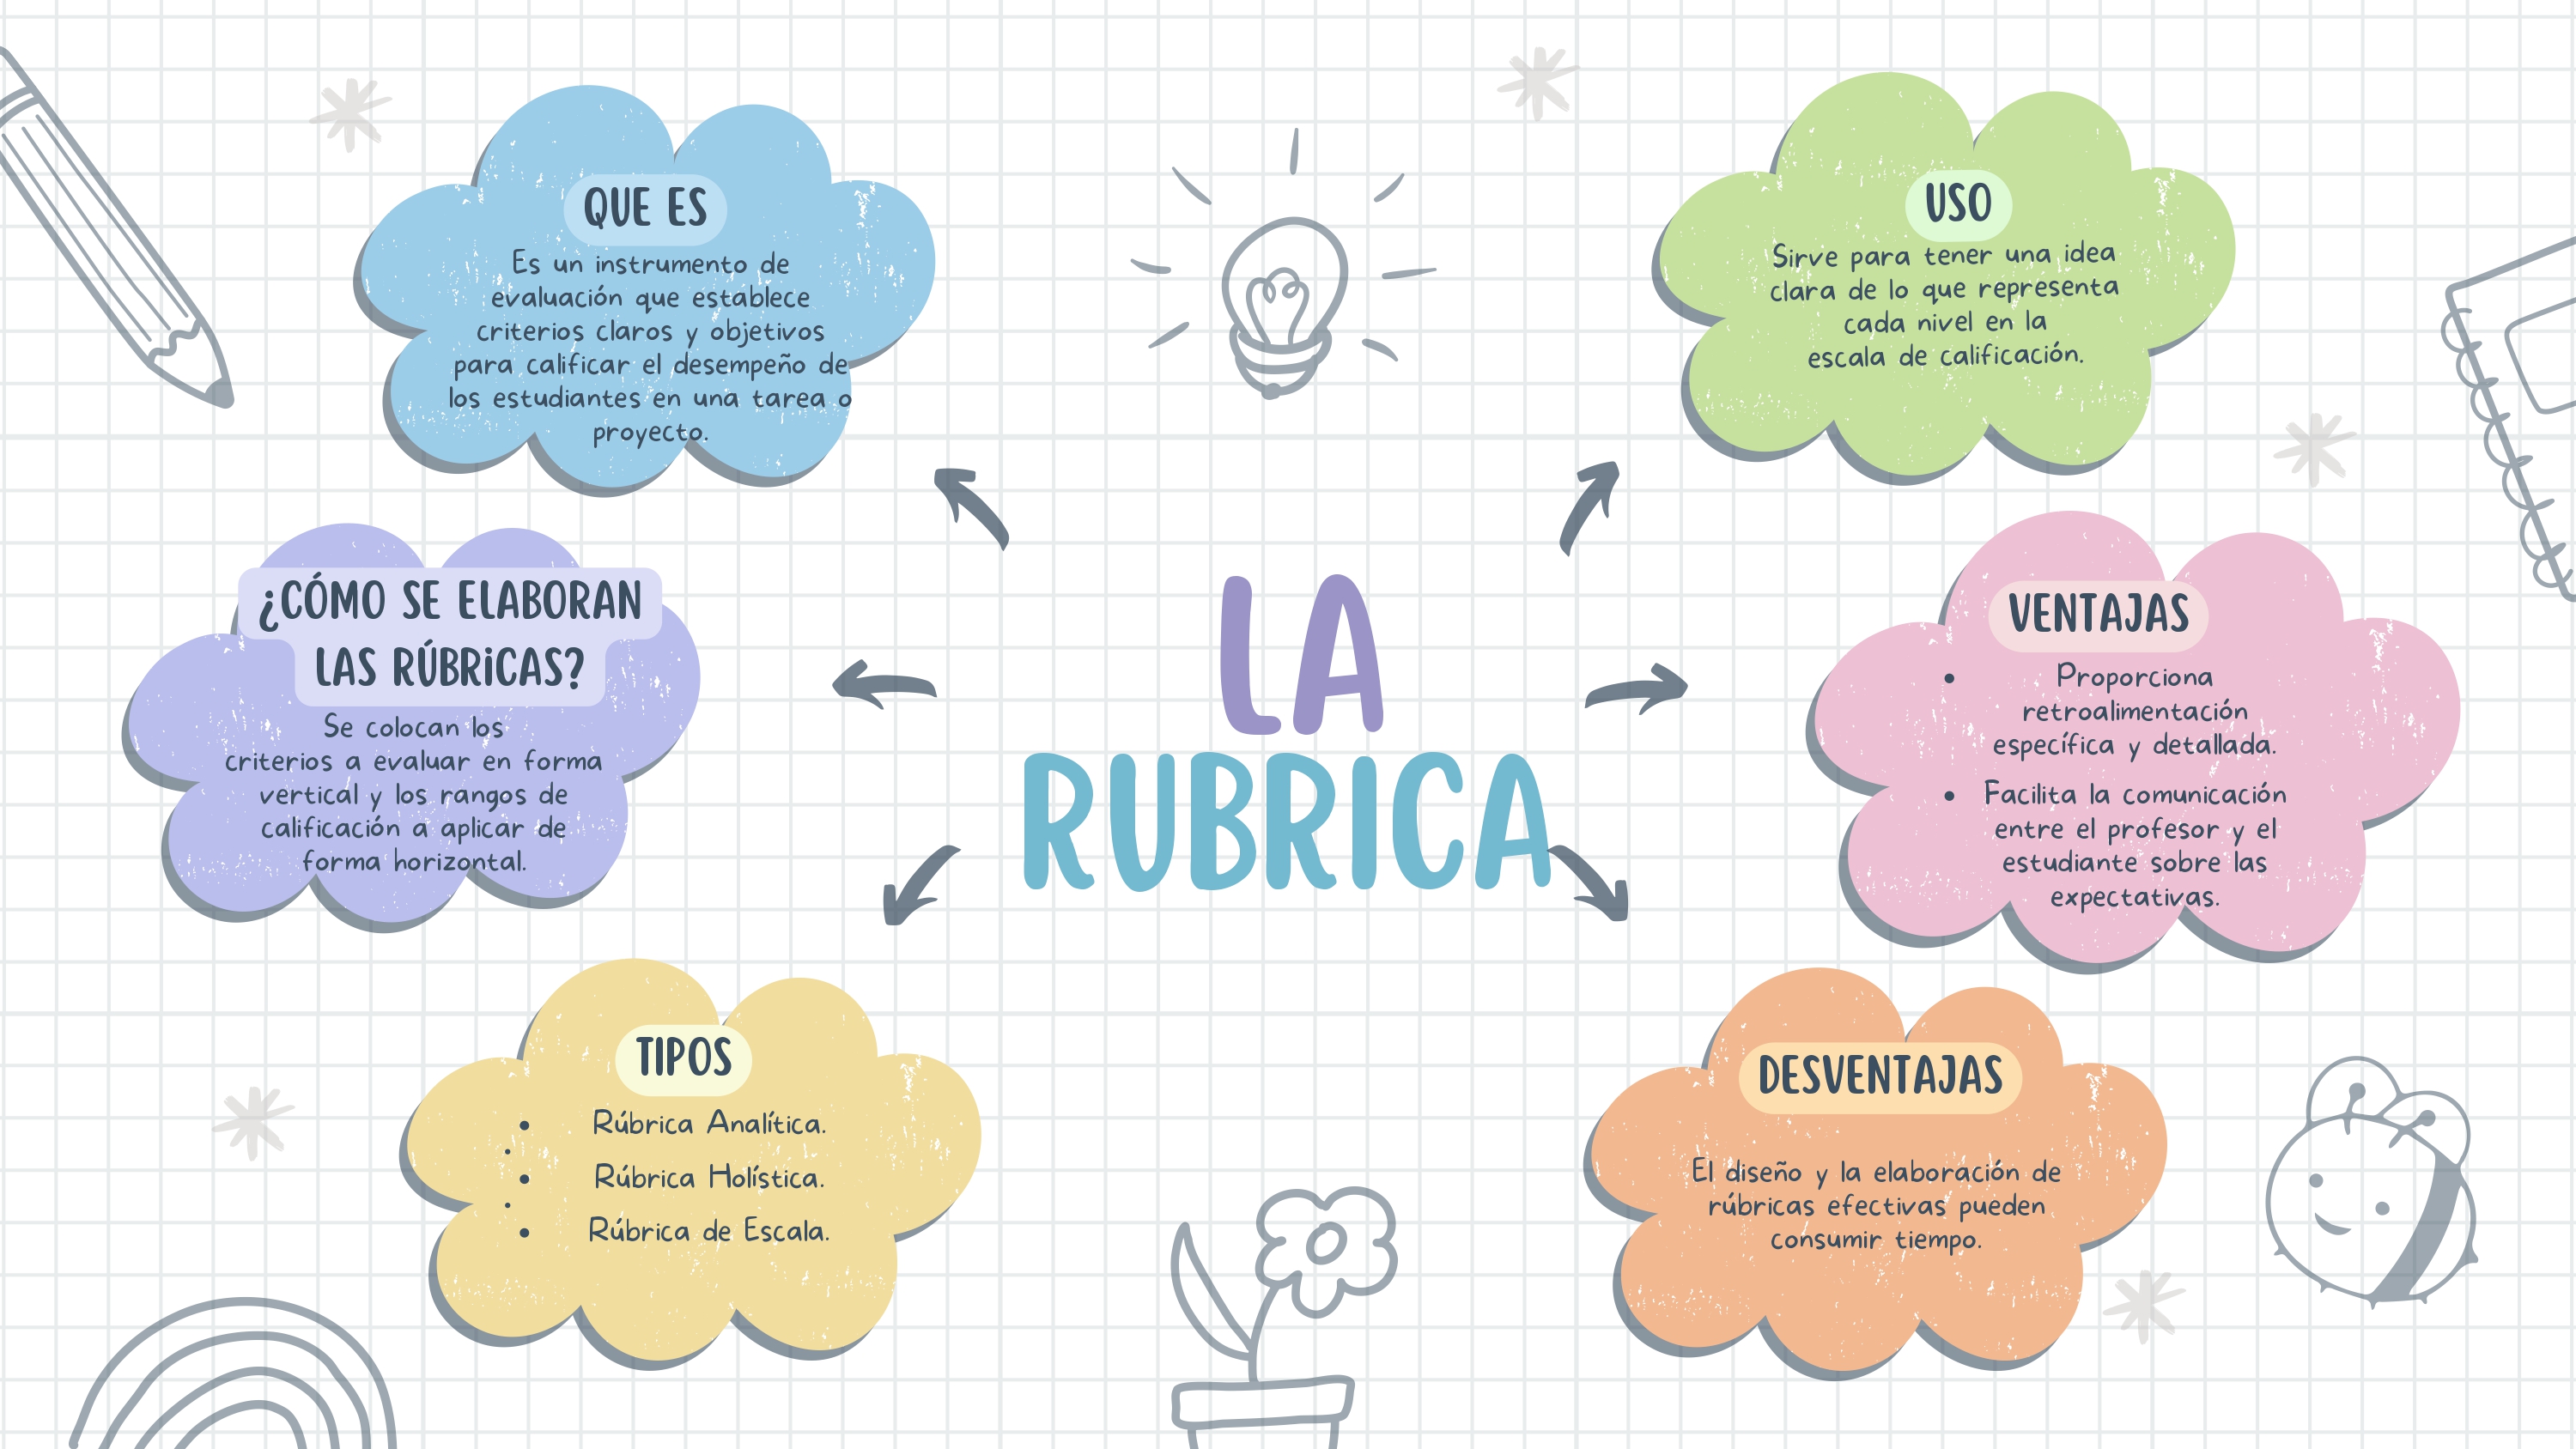 QUE ES
Es un instrumento de
evaluación que establece
criterios claros y objetivos
para calificar el desempeño de
los estudiantes en una tarea o
proyecto.
USO
Sirve para tener una idea
clara de lo que representa
cada nivel en la
escala de calificación.
¿CÓMO SE ELABORAN
LAS RÚBRICAS?
Se colocan los
criterios a evaluar en forma
vertical y los rangos de
calificación a aplicar de
forma horizontal.
LA
RUBRICA
VENTAJAS
• Proporciona
retroalimentación
específica y detallada.
• Facilita la comunicación
entre el profesor y el
estudiante sobre las
expectativas.
TIPOS
• Rúbrica Analítica.
•
• Rúbrica Holística.
•
• Rúbrica de Escala.
DESVENTAJAS
El diseño y la elaboración de
rúbricas efectivas pueden
consumir tiempo.